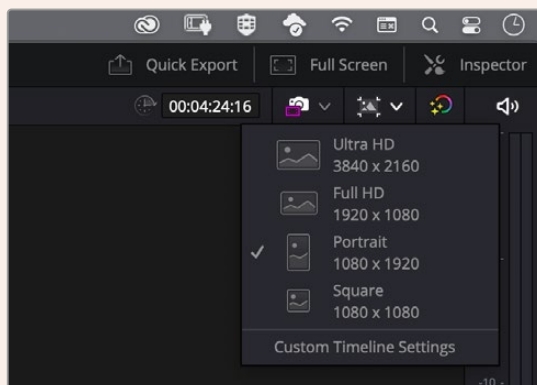 Quick Export
Full Screen
Inspector
00:04:24:16
Ultra HD
3840 x 2160
Full HD
1920 x 1080
Portrait
1080 x 1920
Square
1080 x 1080
Custom Timeline Settings
-10